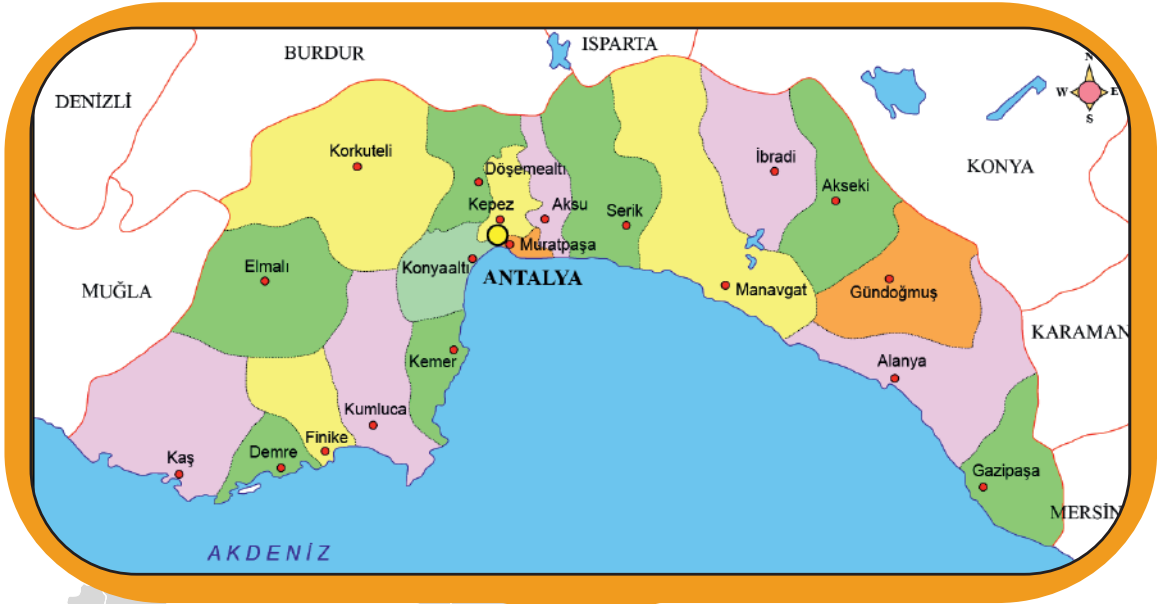 ISPARTA
BURDUR
DENİZLİ
N
W
E
S
Korkuteli
İbradi
KONYA
Döşemealtı
Akseki
Kepez
Aksu
Serik
Muratpaşa
Elmalı
Konyaaltı
ANTALYA
MUĞLA
Manavgat
Gündoğmuş
KARAMAN
Kemer
Alanya
Kumluca
Finike
Demre
Kaş
Gazipaşa
MERSİN
AKDENİZ